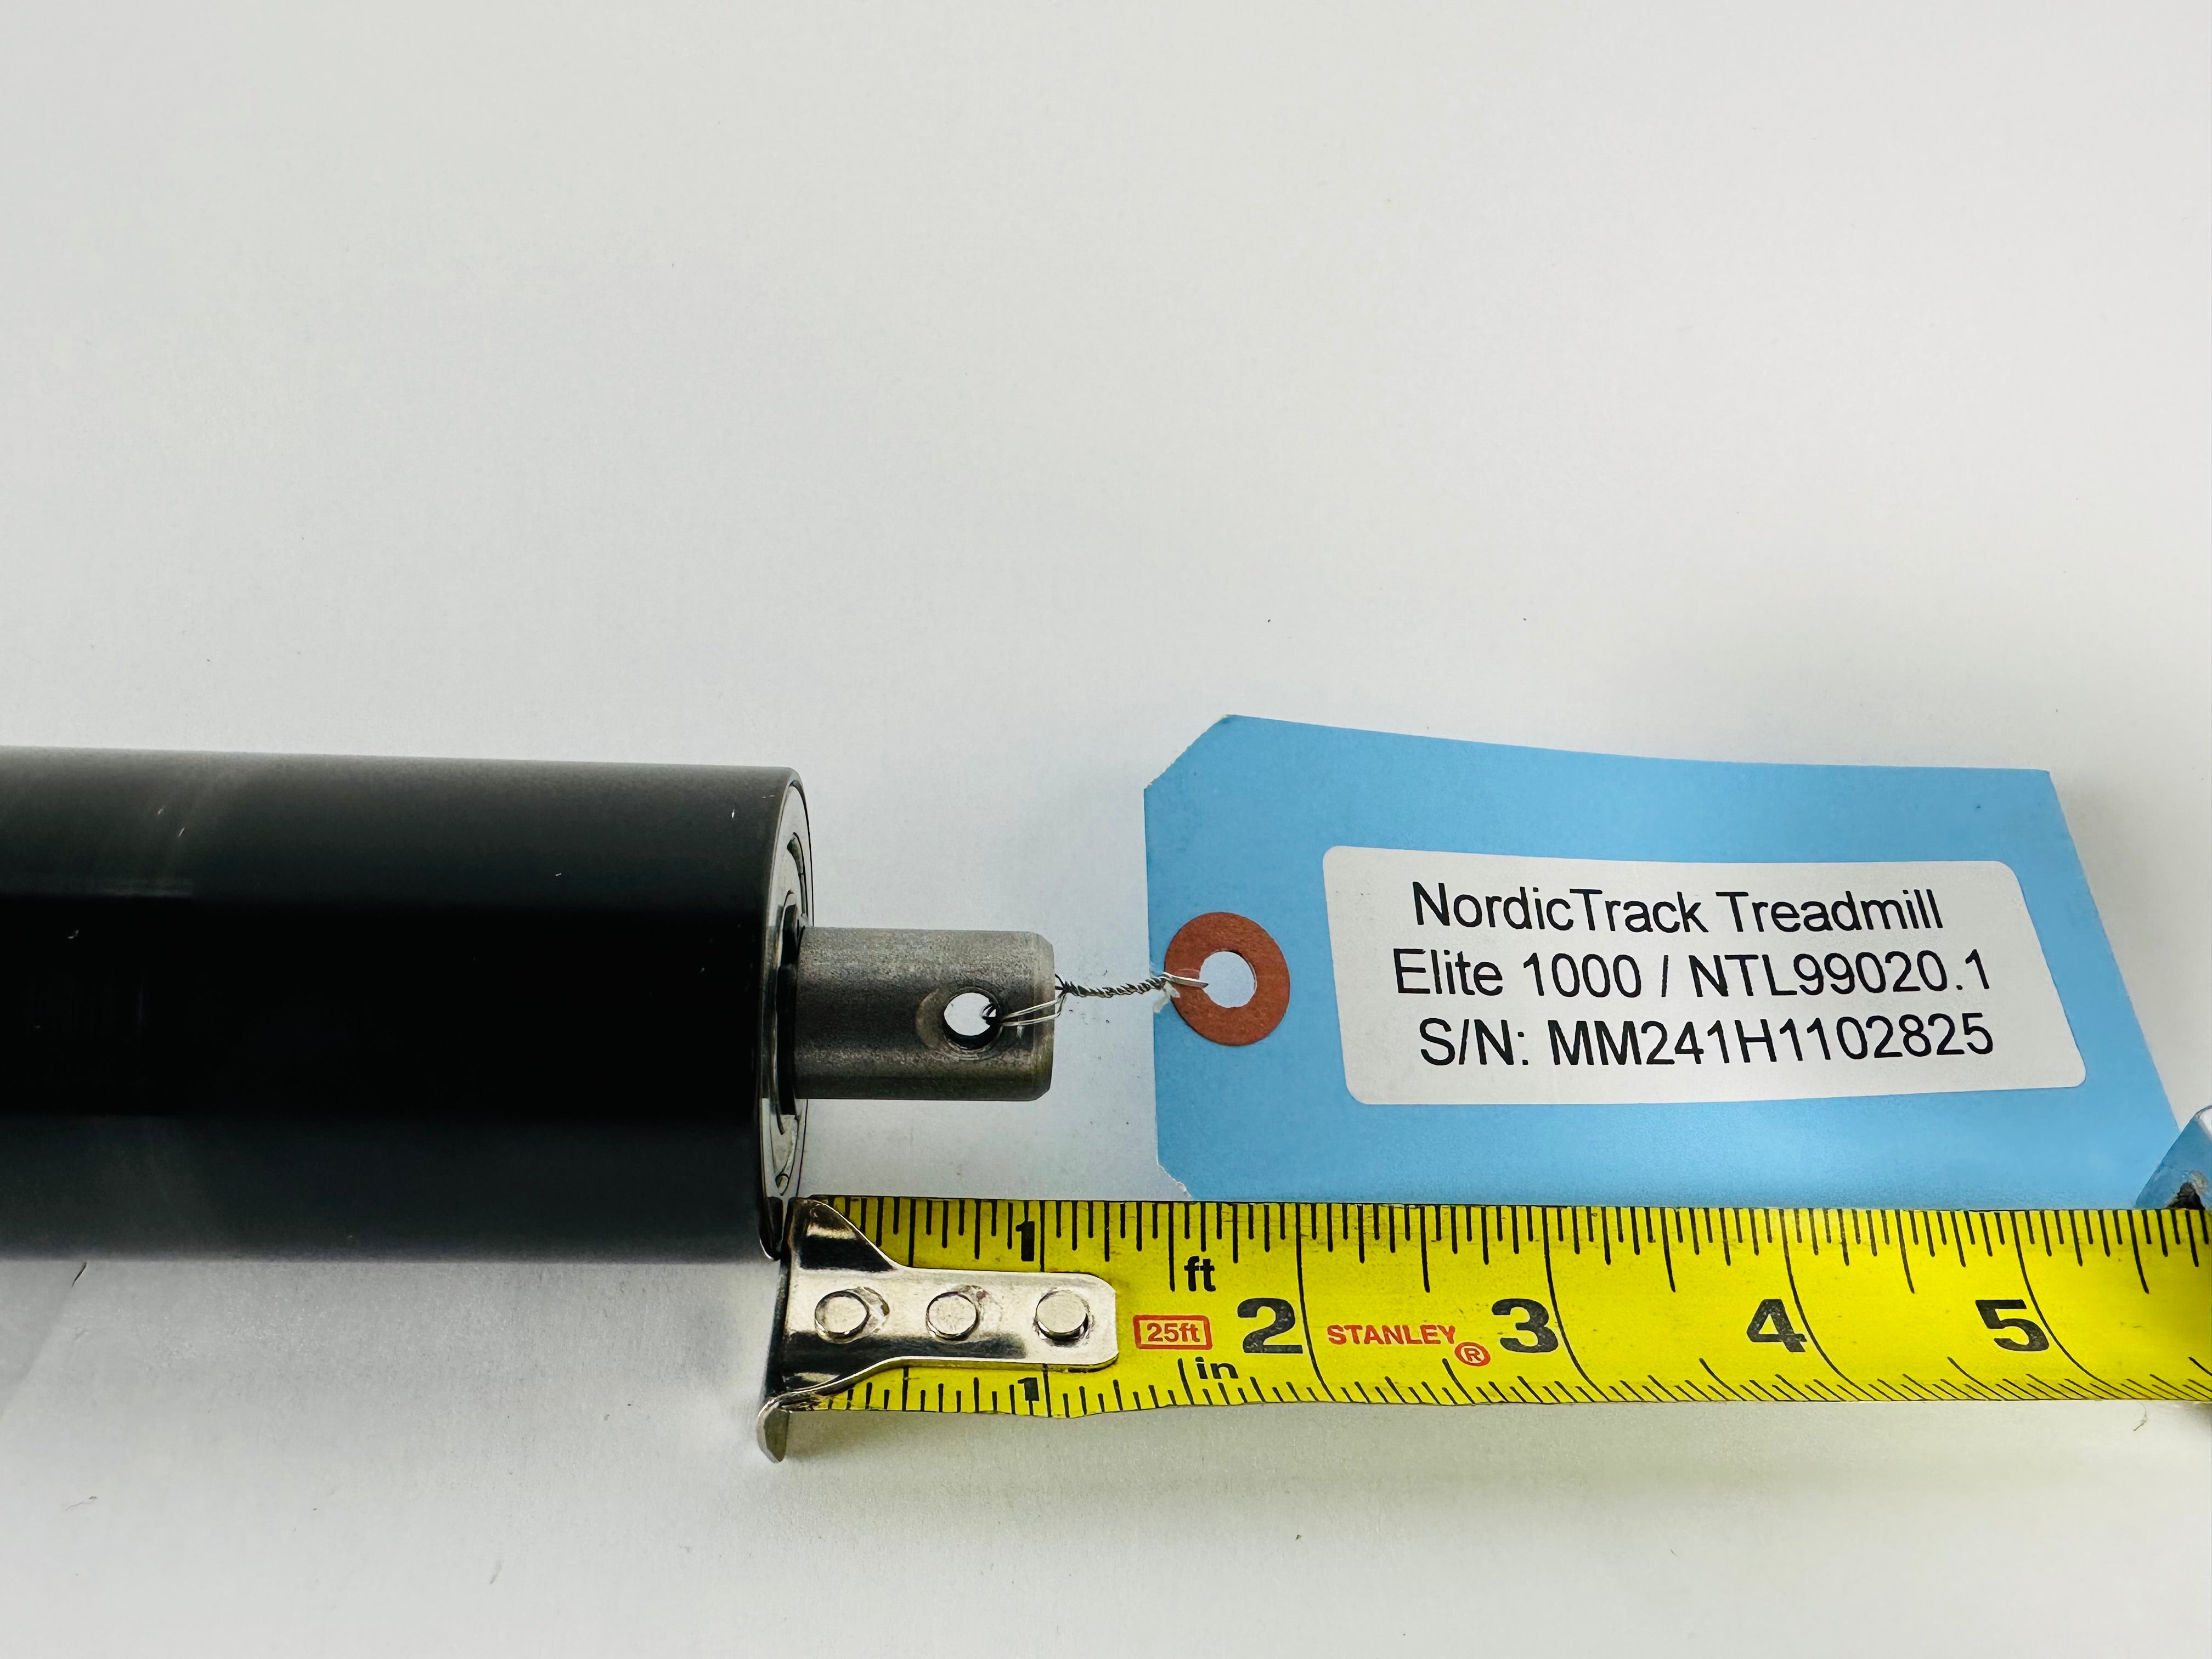 NordicTrack Treadmill
Elite 1000 / NTL99020.1
S/N: MM241H1102825
1 ft 2 3 4 5
25ft STANLEY®
1 in